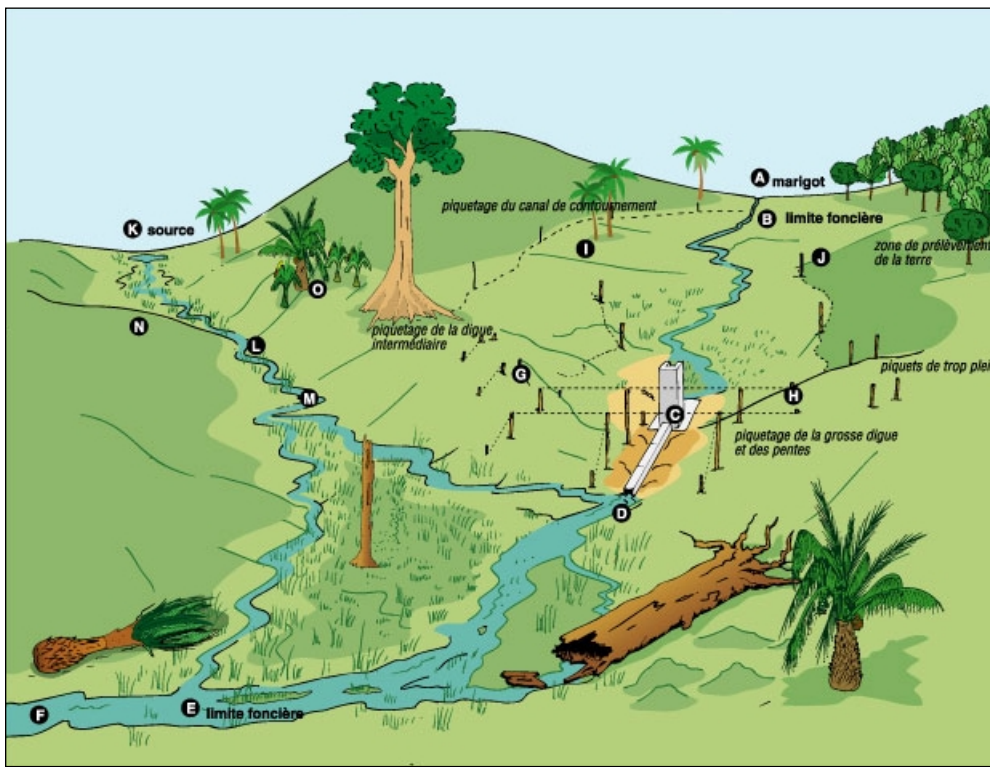 A marigot
B limite foncière
piquetage du canal de contournement
K source
I
J
zone de prélèvement
de la terre
O
N
piquetage de la digue
intermédiaire
L
G
piquets de trop plei
M
H
C
piquetage de la grosse digue
et des pentes
D
F
E limite foncière